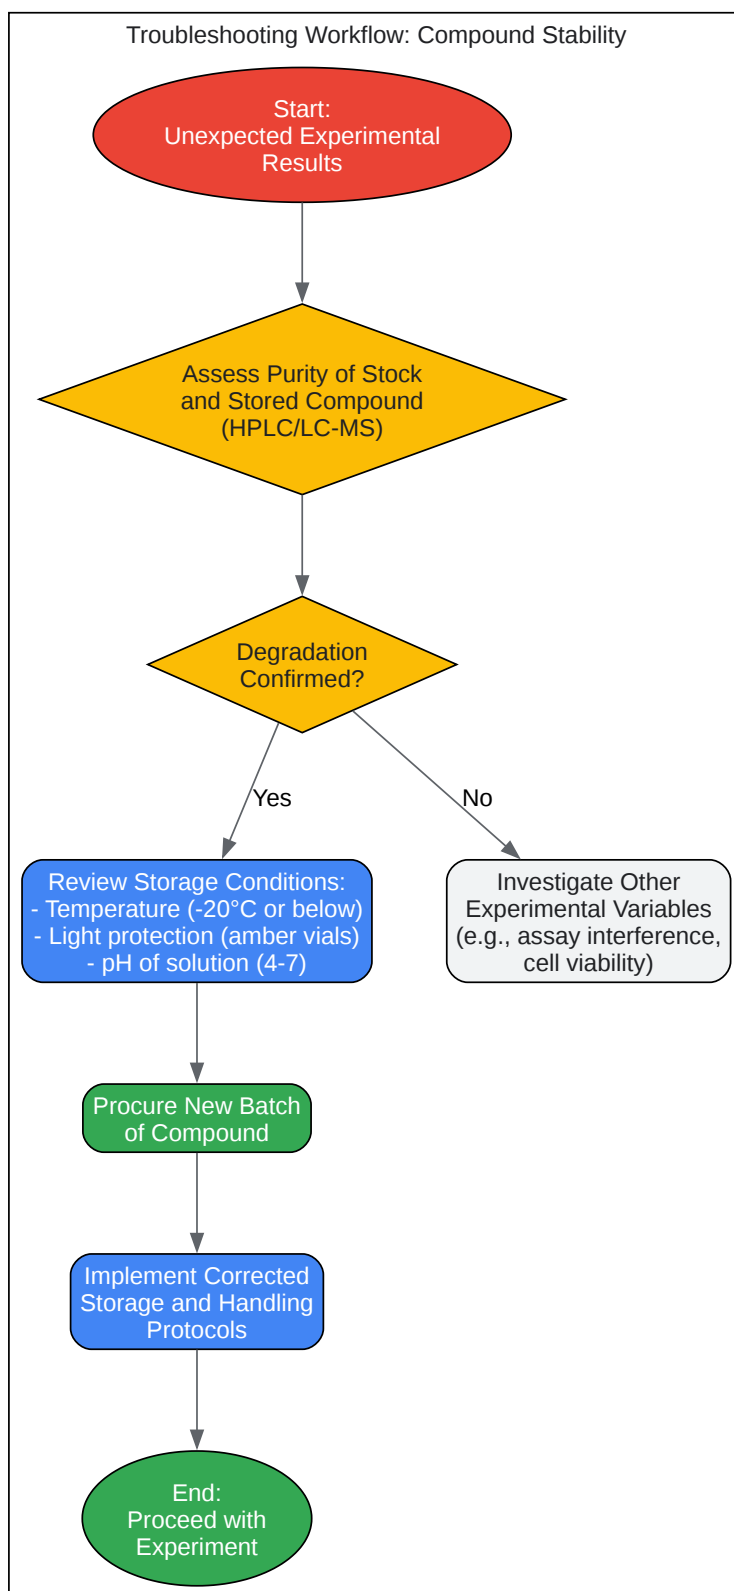 Troubleshooting Workflow: Compound Stability
Start:
Unexpected Experimental
Results
Assess Purity of Stock
and Stored Compound
(HPLC/LC-MS)
Degradation
Confirmed?
Yes
No
Review Storage Conditions:
- Temperature (-20°C or below)
- Light protection (amber vials)
- pH of solution (4-7)
Investigate Other
Experimental Variables
(e.g., assay interference,
cell viability)
Procure New Batch
of Compound
Implement Corrected
Storage and Handling
Protocols
End:
Proceed with
Experiment